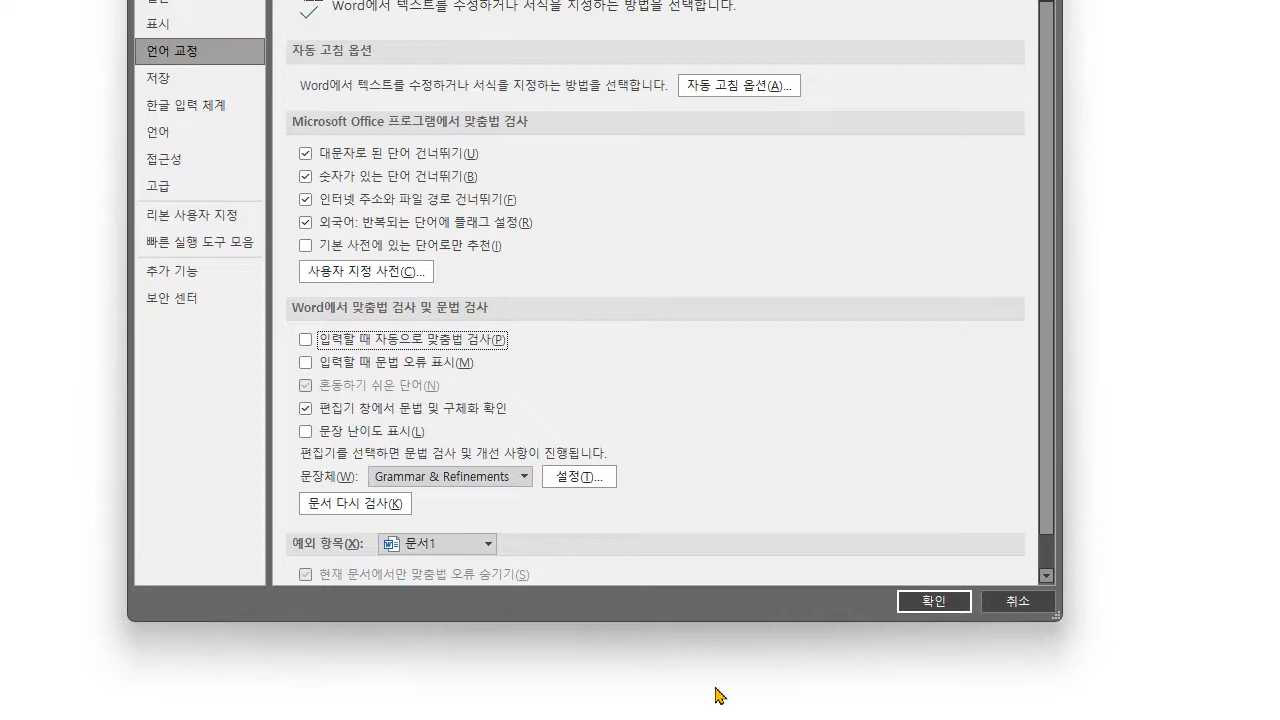 Word에서 텍스트를 수정하거나 서식을 지정하는 방법을 선택합니다.
표시
언어 교정
저장
한글 입력 체계
언어
접근성
고급
리본 사용자 지정
빠른 실행 도구 모음
추가 기능
보안 센터
자동 고침 옵션
Word에서 텍스트를 수정하거나 서식을 지정하는 방법을 선택합니다. 자동 고침 옵션(A)...
Microsoft Office 프로그램에서 맞춤법 검사
대문자로 된 단어 건너뛰기(U)
숫자가 있는 단어 건너뛰기(B)
인터넷 주소와 파일 경로 건너뛰기(F)
외국어: 반복되는 단어에 플래그 설정(R)
기본 사전에 있는 단어로만 추천(I)
사용자 지정 사전(C)...
Word에서 맞춤법 검사 및 문법 검사
입력할 때 자동으로 맞춤법 검사(P)
입력할 때 문법 오류 표시(M)
혼동하기 쉬운 단어(N)
편집기 창에서 문법 및 구체화 확인
문장 난이도 표시(L)
편집기를 선택하면 문법 검사 및 개선 사항이 진행됩니다.
문장체(W): Grammar & Refinements 설정(T)...
문서 다시 검사(K)
예외 항목(X): 문서1
현재 문서에서만 맞춤법 오류 숨기기(S)
확인 취소